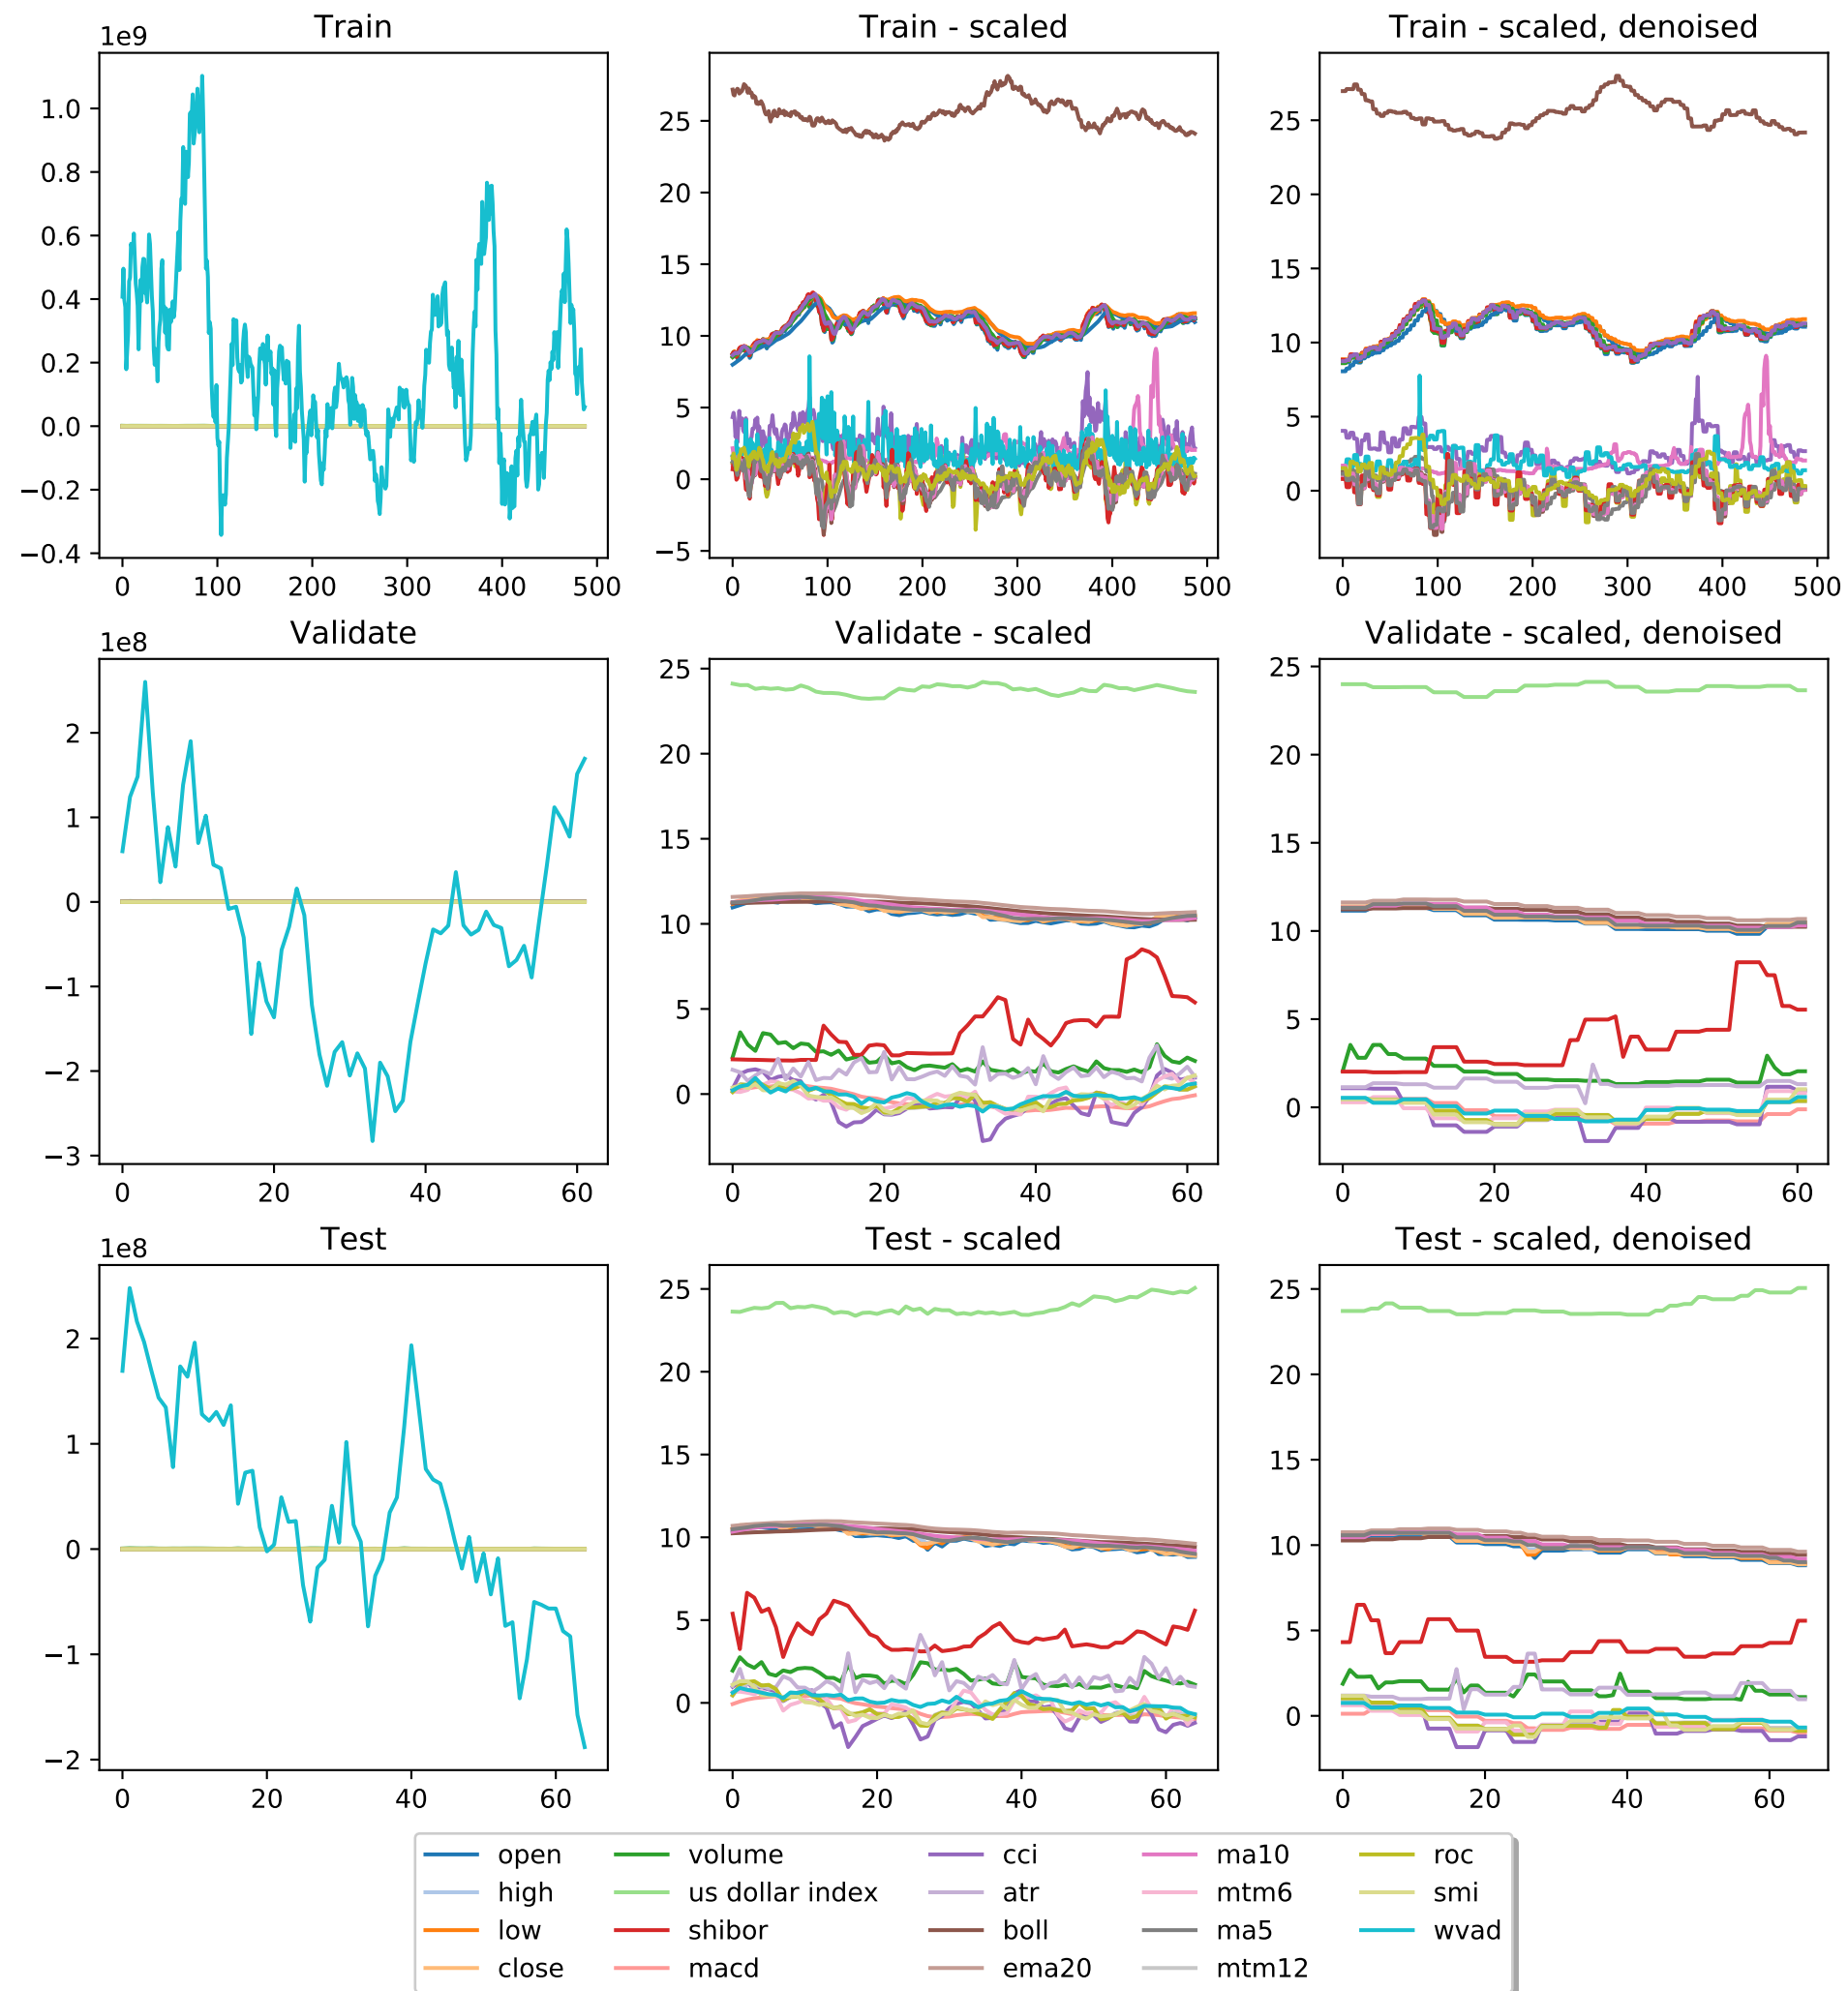 Train
Train - scaled
Train - scaled, denoised
1e9
1.0
0.8
0.6
0.4
0.2
0.0
−0.2
−0.4
0 100 200 300 400 500
25
20
15
10
5
0
−5
0 100 200 300 400 500
25
20
15
10
5
0
0 100 200 300 400 500
Validate
Validate - scaled
Validate - scaled, denoised
1e8
2
1
0
−1
−2
−3
0 20 40 60
25
20
15
10
5
0
0 20 40 60
25
20
15
10
5
0
0 20 40 60
Test
Test - scaled
Test - scaled, denoised
1e8
2
1
0
−1
−2
0 20 40 60
25
20
15
10
5
0
0 20 40 60
25
20
15
10
5
0
0 20 40 60
open
high
low
close
volume
us dollar index
shibor
macd
cci
atr
boll
ema20
ma10
mtm6
ma5
mtm12
roc
smi
wvad